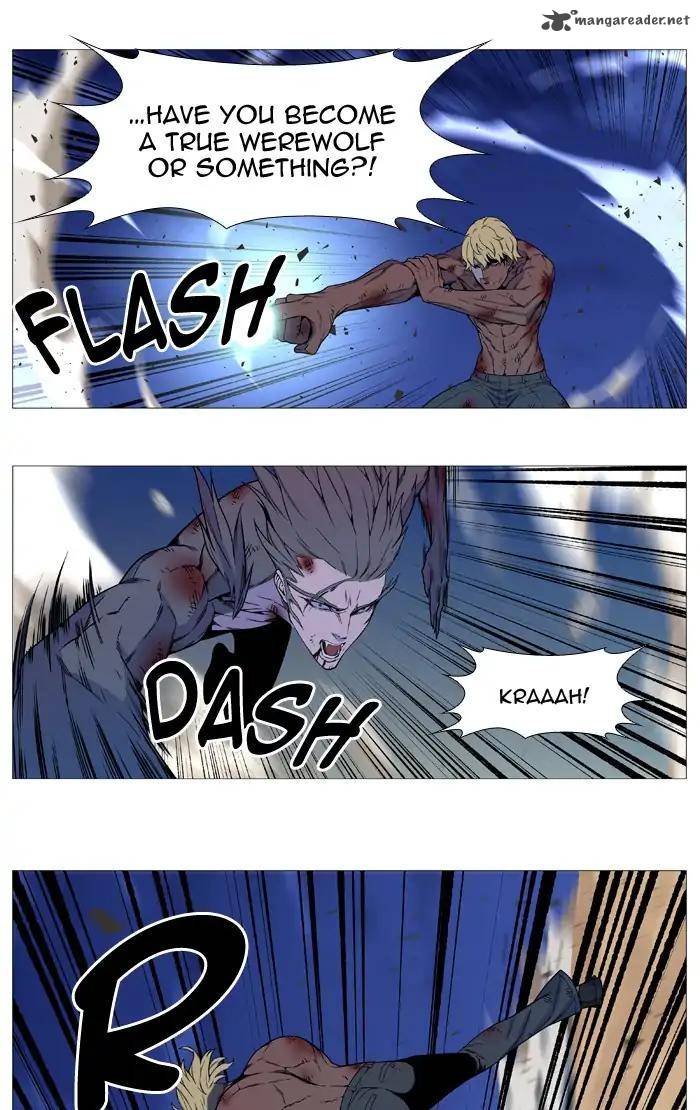 mangareader.net
...HAVE YOU BECOME
A TRUE WEREWOLF
OR SOMETHING?!
FLASH
DASH
KRAAAH!
R